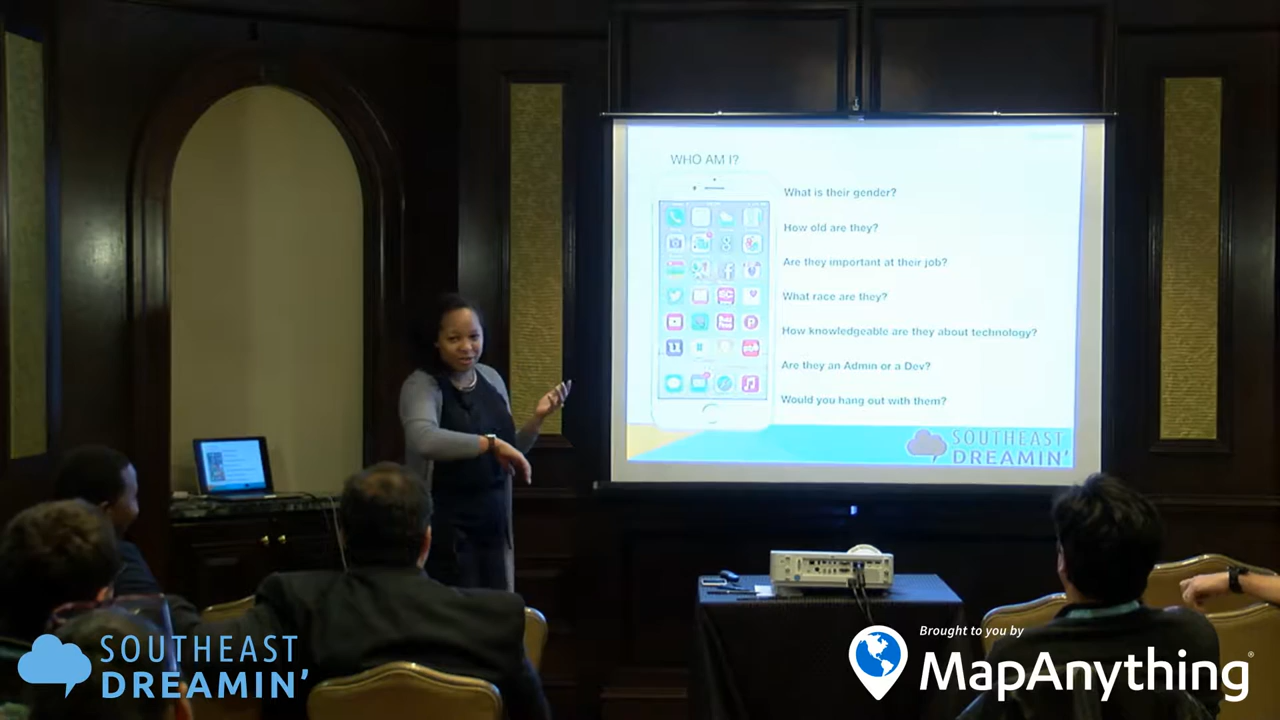 WHO AM I?
What is their gender?
How old are they?
Are they important at their job?
What race are they?
How knowledgeable are they about technology?
Are they an Admin or a Dev?
Would you hang out with them?
SOUTHEAST
DREAMIN'
SOUTHEAST
DREAMIN'
Brought to you by
MapAnything®